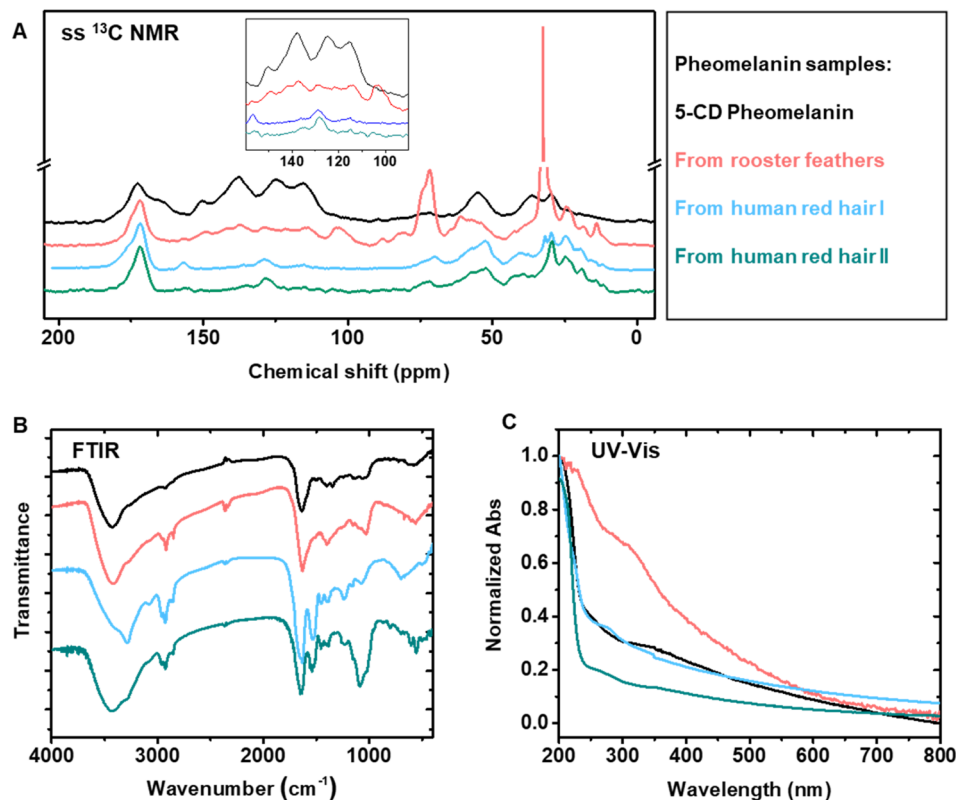 A
ss ¹³C NMR
140 120 100
200 150 100 50 0
Chemical shift (ppm)
Pheomelanin samples:
5-CD Pheomelanin
From rooster feathers
From human red hair I
From human red hair II
B
FTIR
Transmittance
4000 3000 2000 1000
Wavenumber (cm⁻¹)
C
UV-Vis
Normalized Abs
1.0
0.8
0.6
0.4
0.2
0.0
200 300 400 500 600 700 800
Wavelength (nm)